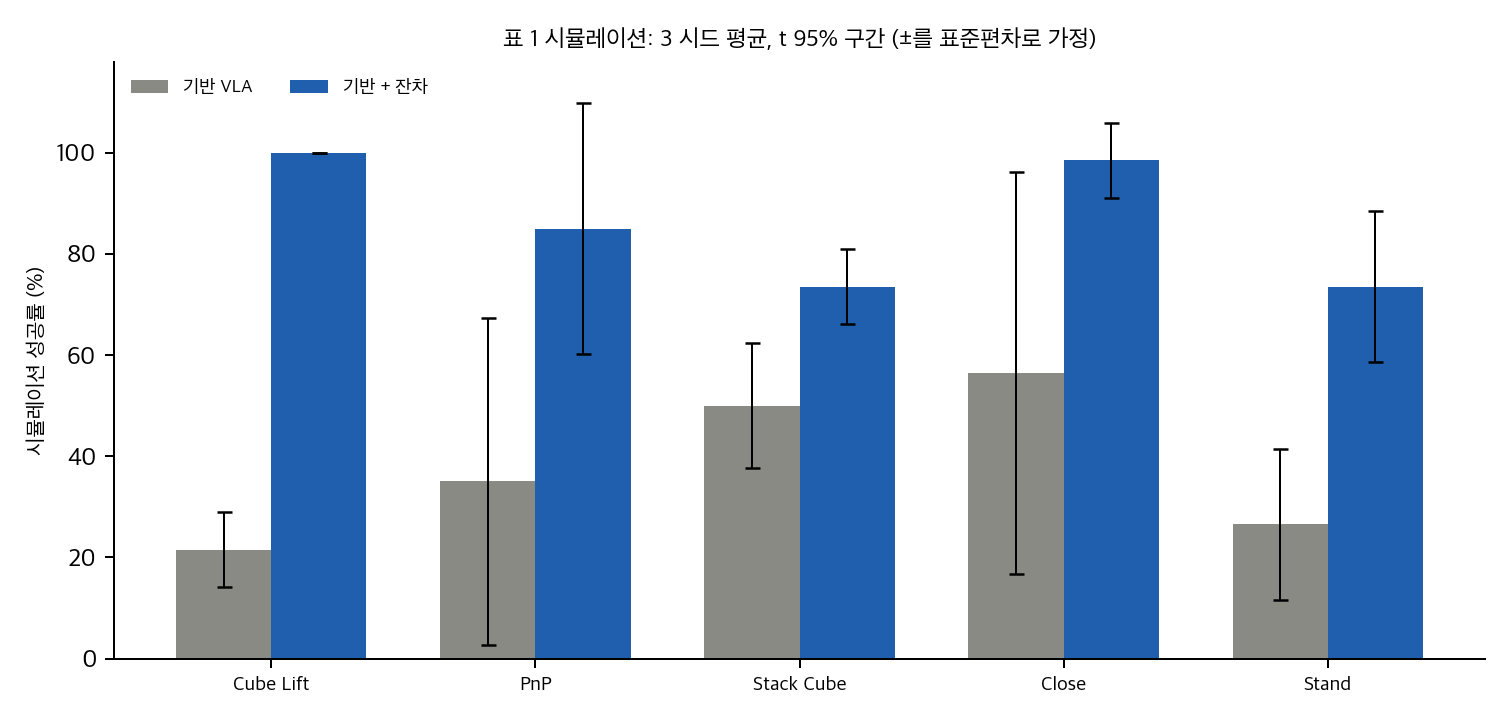 표 1 시뮬레이션: 3 시드 평균, t 95% 구간 (±를 표준편차로 가정)
기반 VLA
기반 + 잔차
시뮬레이션 성공률 (%)
100
80
60
40
20
0
Cube Lift
PnP
Stack Cube
Close
Stand